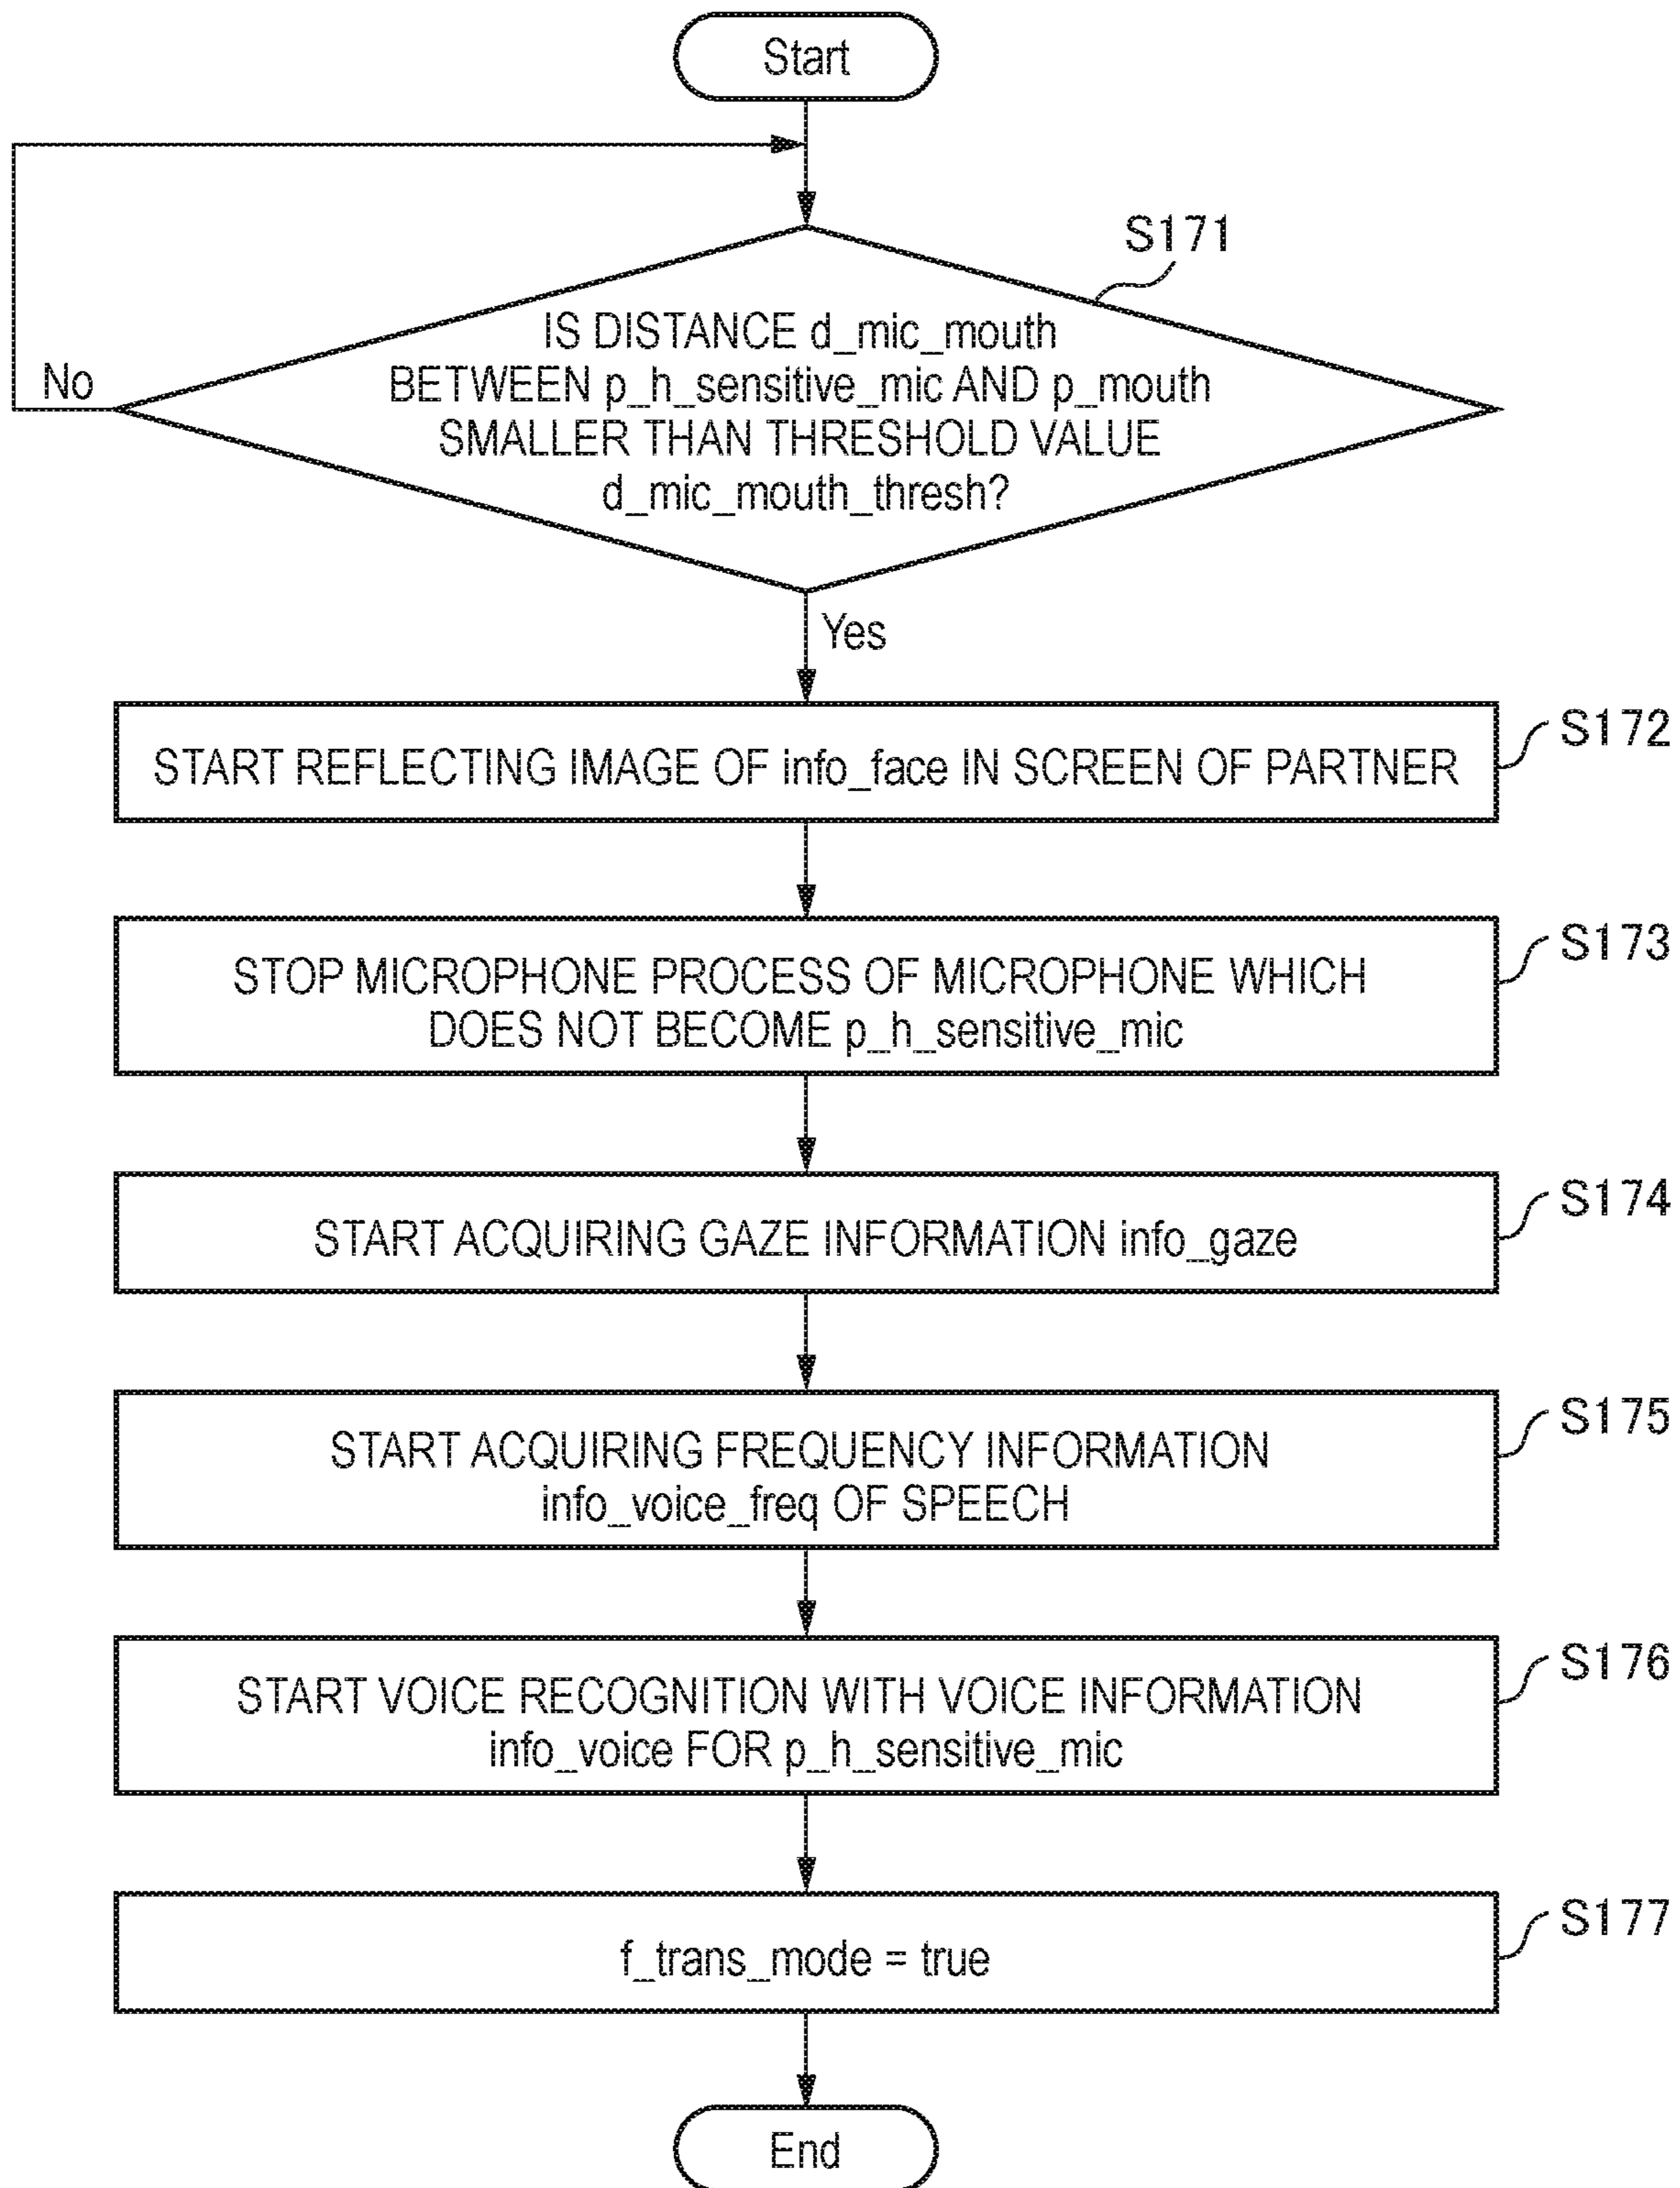 Start
S171
IS DISTANCE d_mic_mouth
BETWEEN p_h_sensitive_mic AND p_mouth
SMALLER THAN THRESHOLD VALUE
d_mic_mouth_thresh?
No
Yes
S172
START REFLECTING IMAGE OF info_face IN SCREEN OF PARTNER
S173
STOP MICROPHONE PROCESS OF MICROPHONE WHICH
DOES NOT BECOME p_h_sensitive_mic
S174
START ACQUIRING GAZE INFORMATION info_gaze
S175
START ACQUIRING FREQUENCY INFORMATION
info_voice_freq OF SPEECH
S176
START VOICE RECOGNITION WITH VOICE INFORMATION
info_voice FOR p_h_sensitive_mic
S177
f_trans_mode = true
End